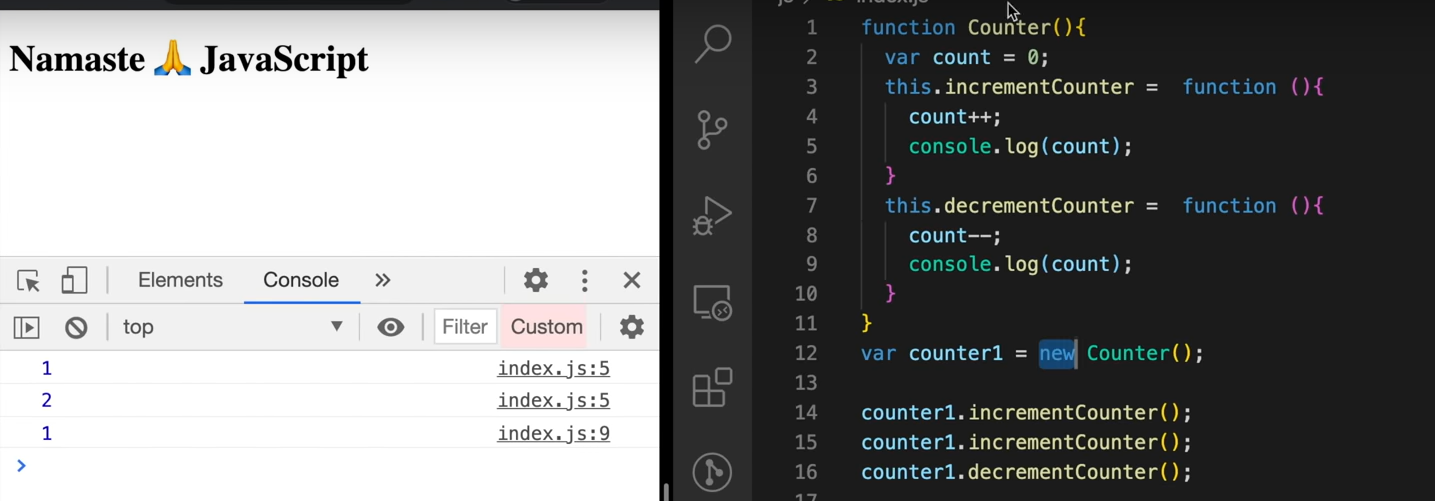 Namaste 🙏 JavaScript
Elements Console »
top ▼ Filter Custom
1 index.js:5
2 index.js:5
1 index.js:9
>
1 function Counter(){
2   var count = 0;
3   this.incrementCounter =  function (){
4     count++;
5     console.log(count);
6   }
7   this.decrementCounter =  function (){
8     count--;
9     console.log(count);
10   }
11 }
12 var counter1 = new Counter();
13
14 counter1.incrementCounter();
15 counter1.incrementCounter();
16 counter1.decrementCounter();
17